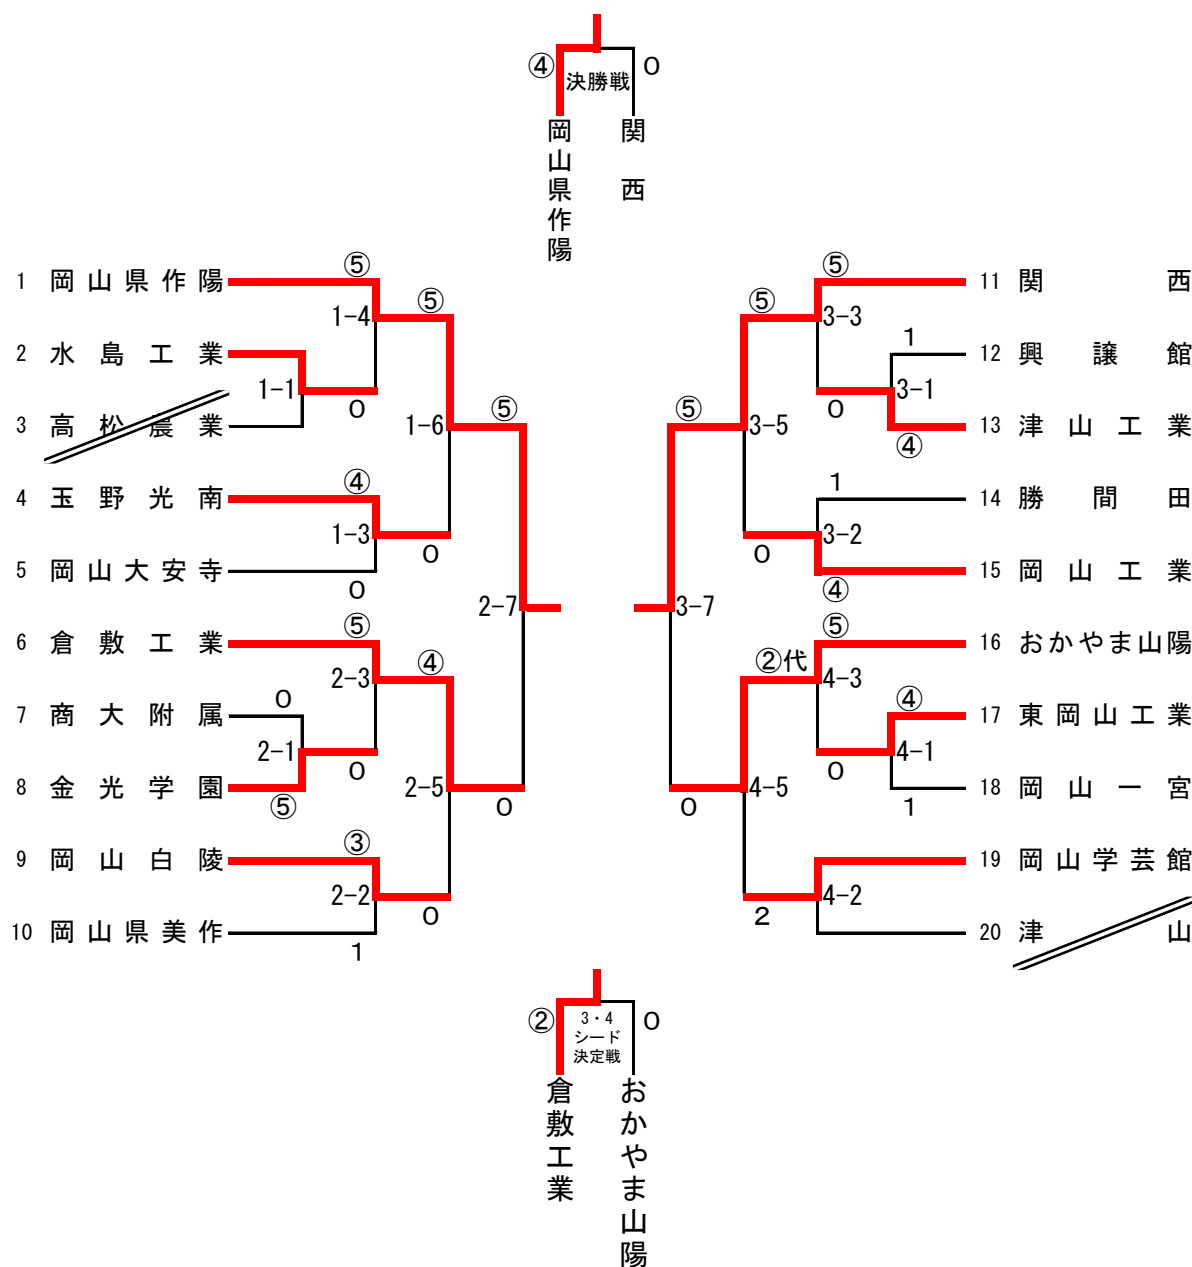 ④
0
決勝戦
岡山県作陽
関西
1 岡山県作陽
2 水島工業
3 高松農業
4 玉野光南
5 岡山大安寺
6 倉敷工業
7 商大附属
8 金光学園
9 岡山白陵
10 岡山県美作
⑤
1-4
⑤
1-1
0
1-6
⑤
④
1-3
0
0
2-7
⑤
2-3
④
0
2-1
0
⑤
2-5
0
③
2-2
0
1
11 関西
12 興譲館
13 津山工業
14 勝間田
15 岡山工業
16 おかやま山陽
17 東岡山工業
18 岡山一宮
19 岡山学芸館
20 津山
⑤
⑤
3-3
1
3-1
0
④
⑤
3-5
1
3-2
0
④
3-7
⑤
②代
4-3
④
4-1
0
1
0
4-5
4-2
2
②
0
3・4
シード
決定戦
倉敷工業
おかやま山陽